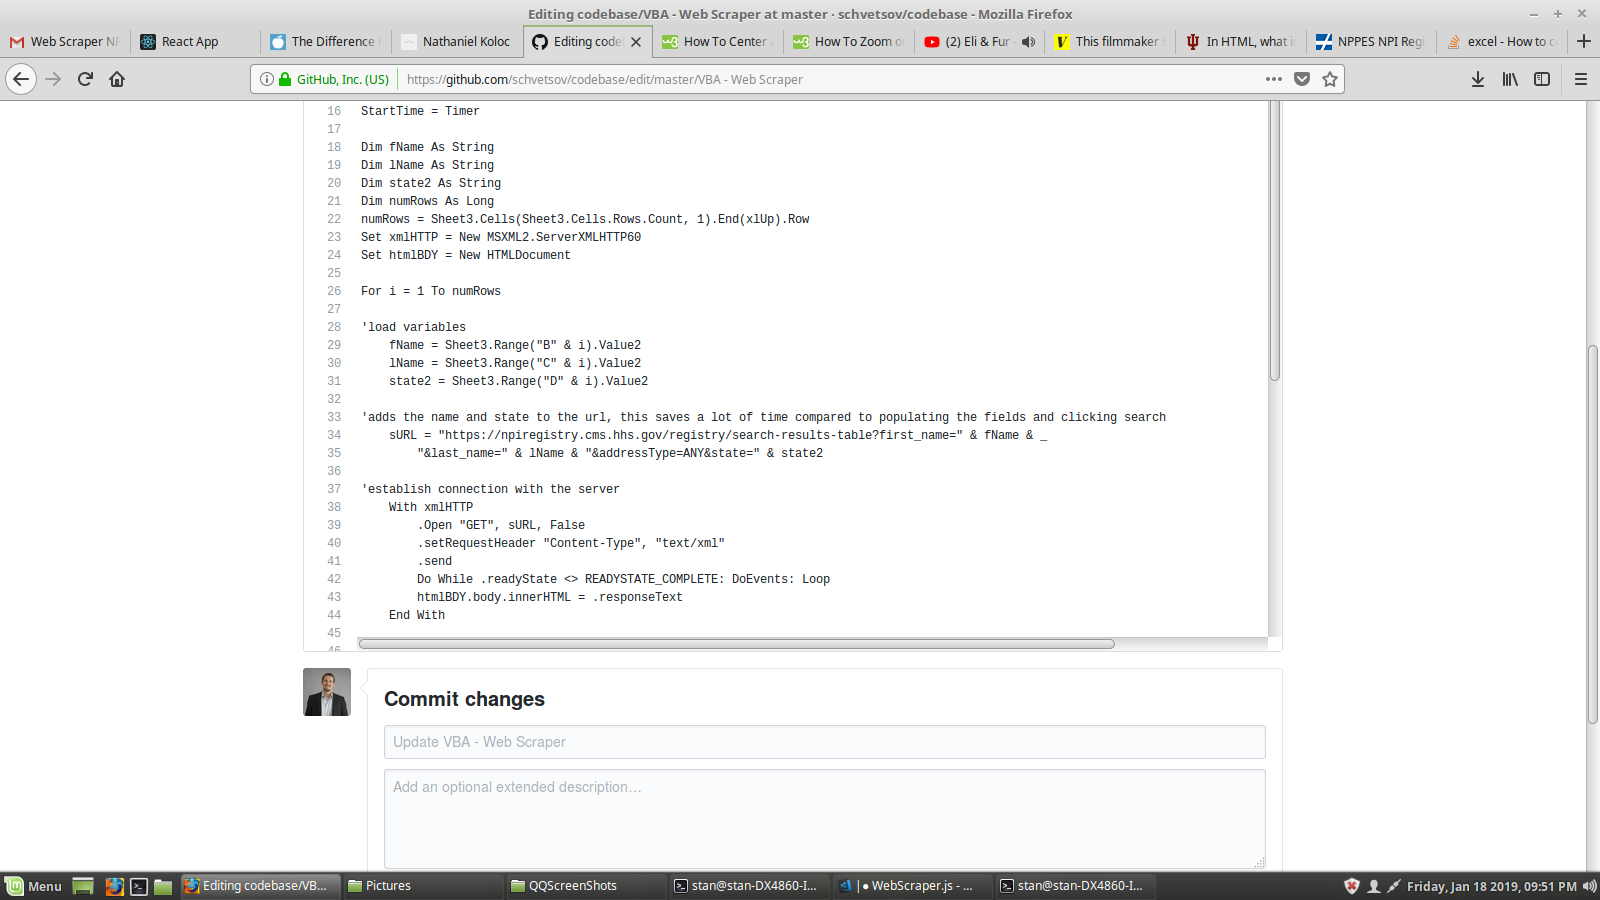 Editing codebase/VBA - Web Scraper at master · schvetsov/codebase - Mozilla Firefox
Web Scraper NP
React App
The Difference i
Nathaniel Koloc
Editing codeb
How To Center a
How To Zoom o
(2) Eli & Fur -
This filmmaker s
In HTML, what is
NPPES NPI Regi
excel - How to c
GitHub, Inc. (US)
https://github.com/schvetsov/codebase/edit/master/VBA - Web Scraper
16 StartTime = Timer
17
18 Dim fName As String
19 Dim lName As String
20 Dim state2 As String
21 Dim numRows As Long
22 numRows = Sheet3.Cells(Sheet3.Cells.Rows.Count, 1).End(xlUp).Row
23 Set xmlHTTP = New MSXML2.ServerXMLHTTP60
24 Set htmlBDY = New HTMLDocument
25
26 For i = 1 To numRows
27
28 'load variables
29 fName = Sheet3.Range("B" & i).Value2
30 lName = Sheet3.Range("C" & i).Value2
31 state2 = Sheet3.Range("D" & i).Value2
32
33 'adds the name and state to the url, this saves a lot of time compared to populating the fields and clicking search
34 sURL = "https://npiregistry.cms.hhs.gov/registry/search-results-table?first_name=" & fName & _
35 "&last_name=" & lName & "&addressType=ANY&state=" & state2
36
37 'establish connection with the server
38 With xmlHTTP
39 .Open "GET", sURL, False
40 .setRequestHeader "Content-Type", "text/xml"
41 .send
42 Do While .readyState <> READYSTATE_COMPLETE: DoEvents: Loop
43 htmlBDY.body.innerHTML = .responseText
44 End With
45
46
Commit changes
Update VBA - Web Scraper
Add an optional extended description…
Menu
Editing codebase/VB...
Pictures
QQScreenShots
stan@stan-DX4860-I...
| ● WebScraper.js - ...
stan@stan-DX4860-I...
Friday, Jan 18 2019, 09:51 PM